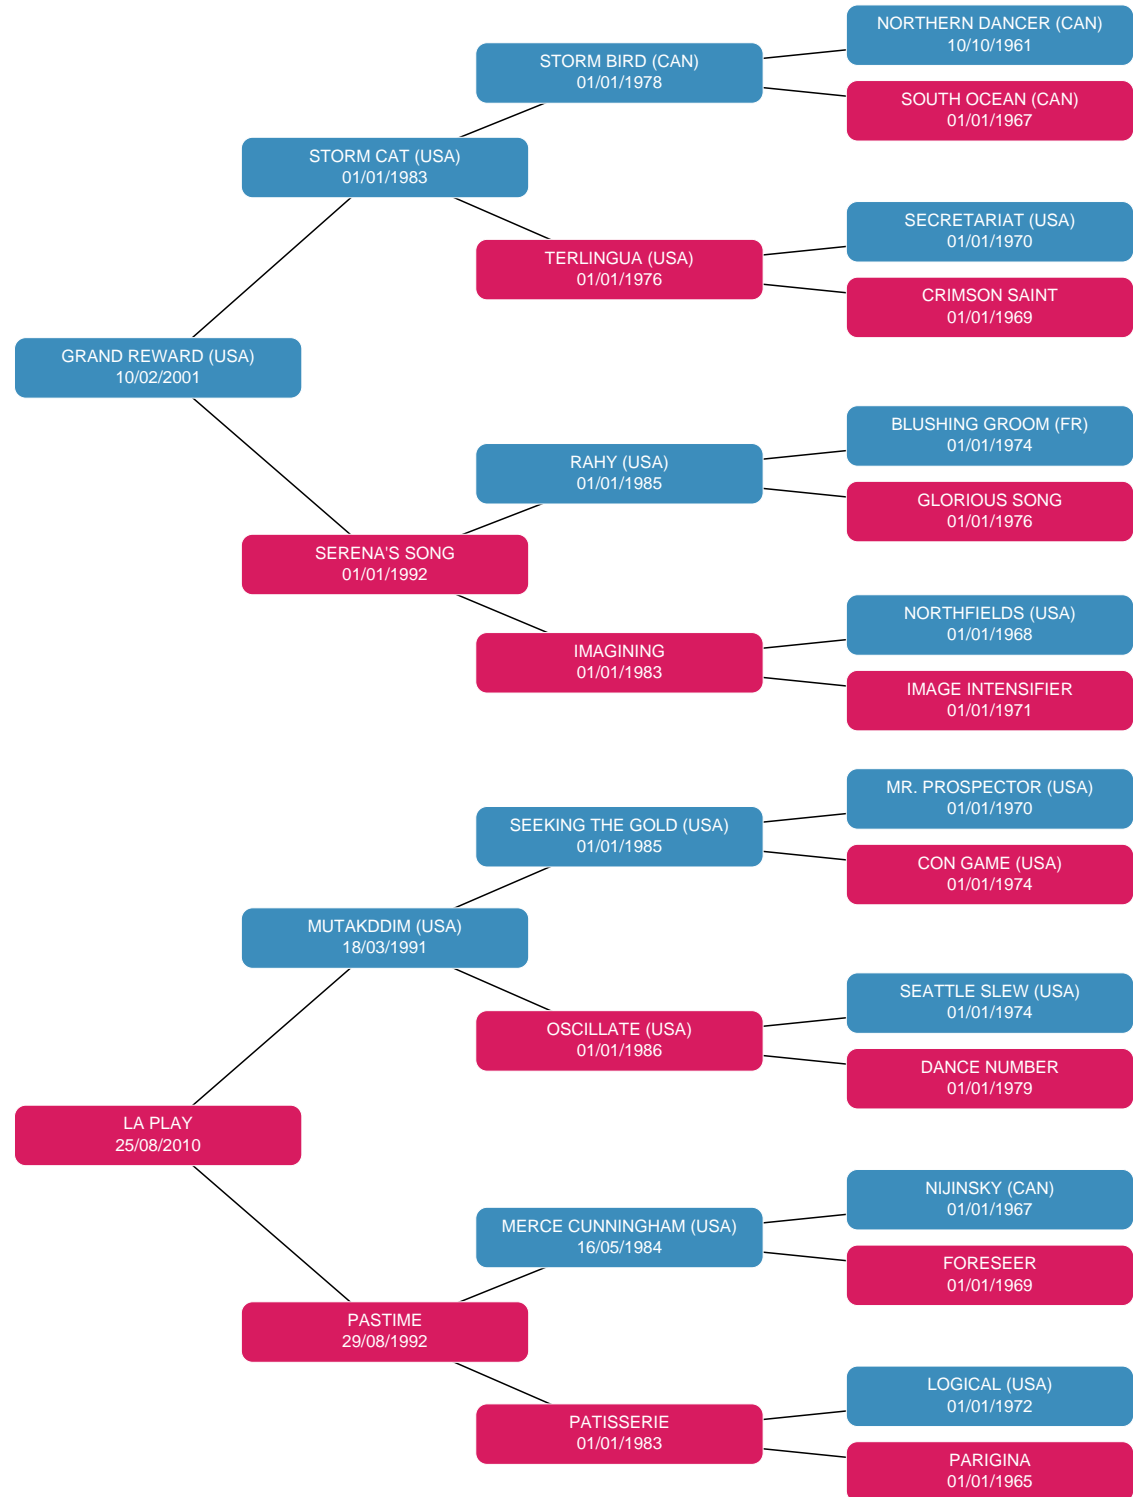 NORTHERN DANCER (CAN)
10/10/1961
STORM BIRD (CAN)
01/01/1978
SOUTH OCEAN (CAN)
01/01/1967
STORM CAT (USA)
01/01/1983
SECRETARIAT (USA)
01/01/1970
TERLINGUA (USA)
01/01/1976
CRIMSON SAINT
01/01/1969
GRAND REWARD (USA)
10/02/2001
BLUSHING GROOM (FR)
01/01/1974
RAHY (USA)
01/01/1985
GLORIOUS SONG
01/01/1976
SERENA'S SONG
01/01/1992
NORTHFIELDS (USA)
01/01/1968
IMAGINING
01/01/1983
IMAGE INTENSIFIER
01/01/1971
MR. PROSPECTOR (USA)
01/01/1970
SEEKING THE GOLD (USA)
01/01/1985
CON GAME (USA)
01/01/1974
MUTAKDDIM (USA)
18/03/1991
SEATTLE SLEW (USA)
01/01/1974
OSCILLATE (USA)
01/01/1986
DANCE NUMBER
01/01/1979
LA PLAY
25/08/2010
NIJINSKY (CAN)
01/01/1967
MERCE CUNNINGHAM (USA)
16/05/1984
FORESEER
01/01/1969
PASTIME
29/08/1992
LOGICAL (USA)
01/01/1972
PATISSERIE
01/01/1983
PARIGINA
01/01/1965